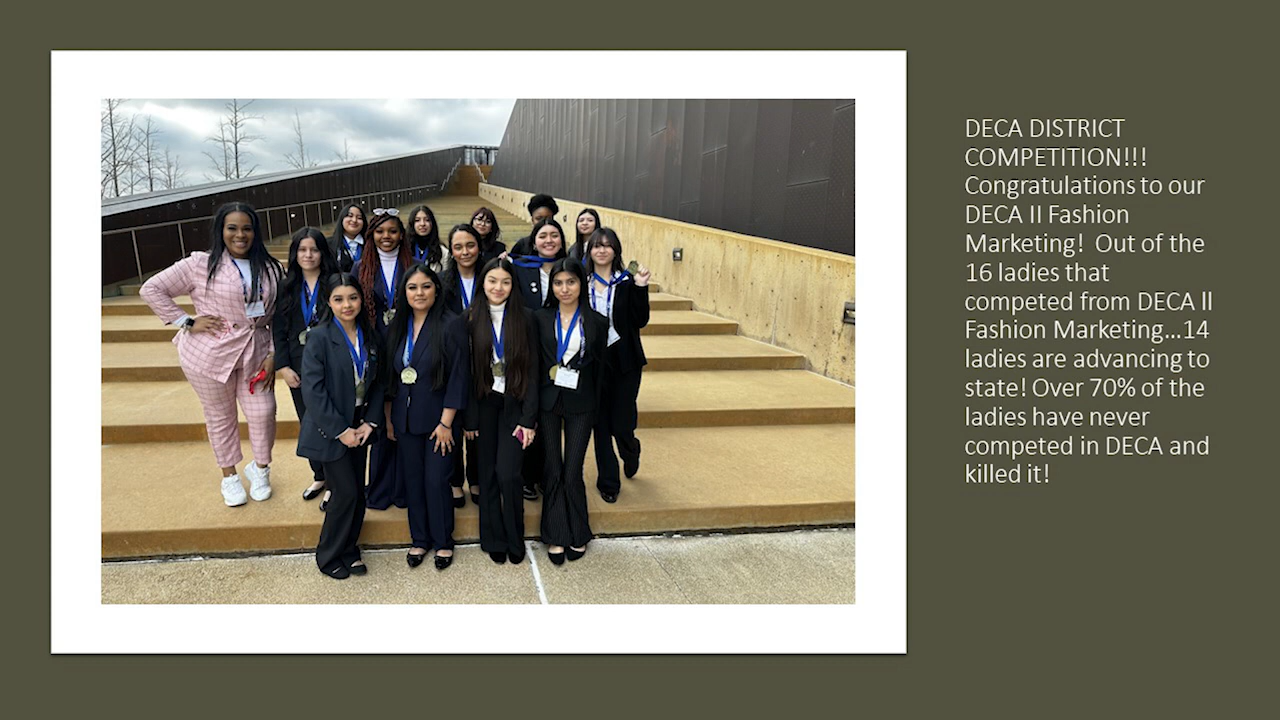 DECA DISTRICT
COMPETITION!!!
Congratulations to our
DECA II Fashion
Marketing!  Out of the
16 ladies that
competed from DECA ll
Fashion Marketing...14
ladies are advancing to
state! Over 70% of the
ladies have never
competed in DECA and
killed it!